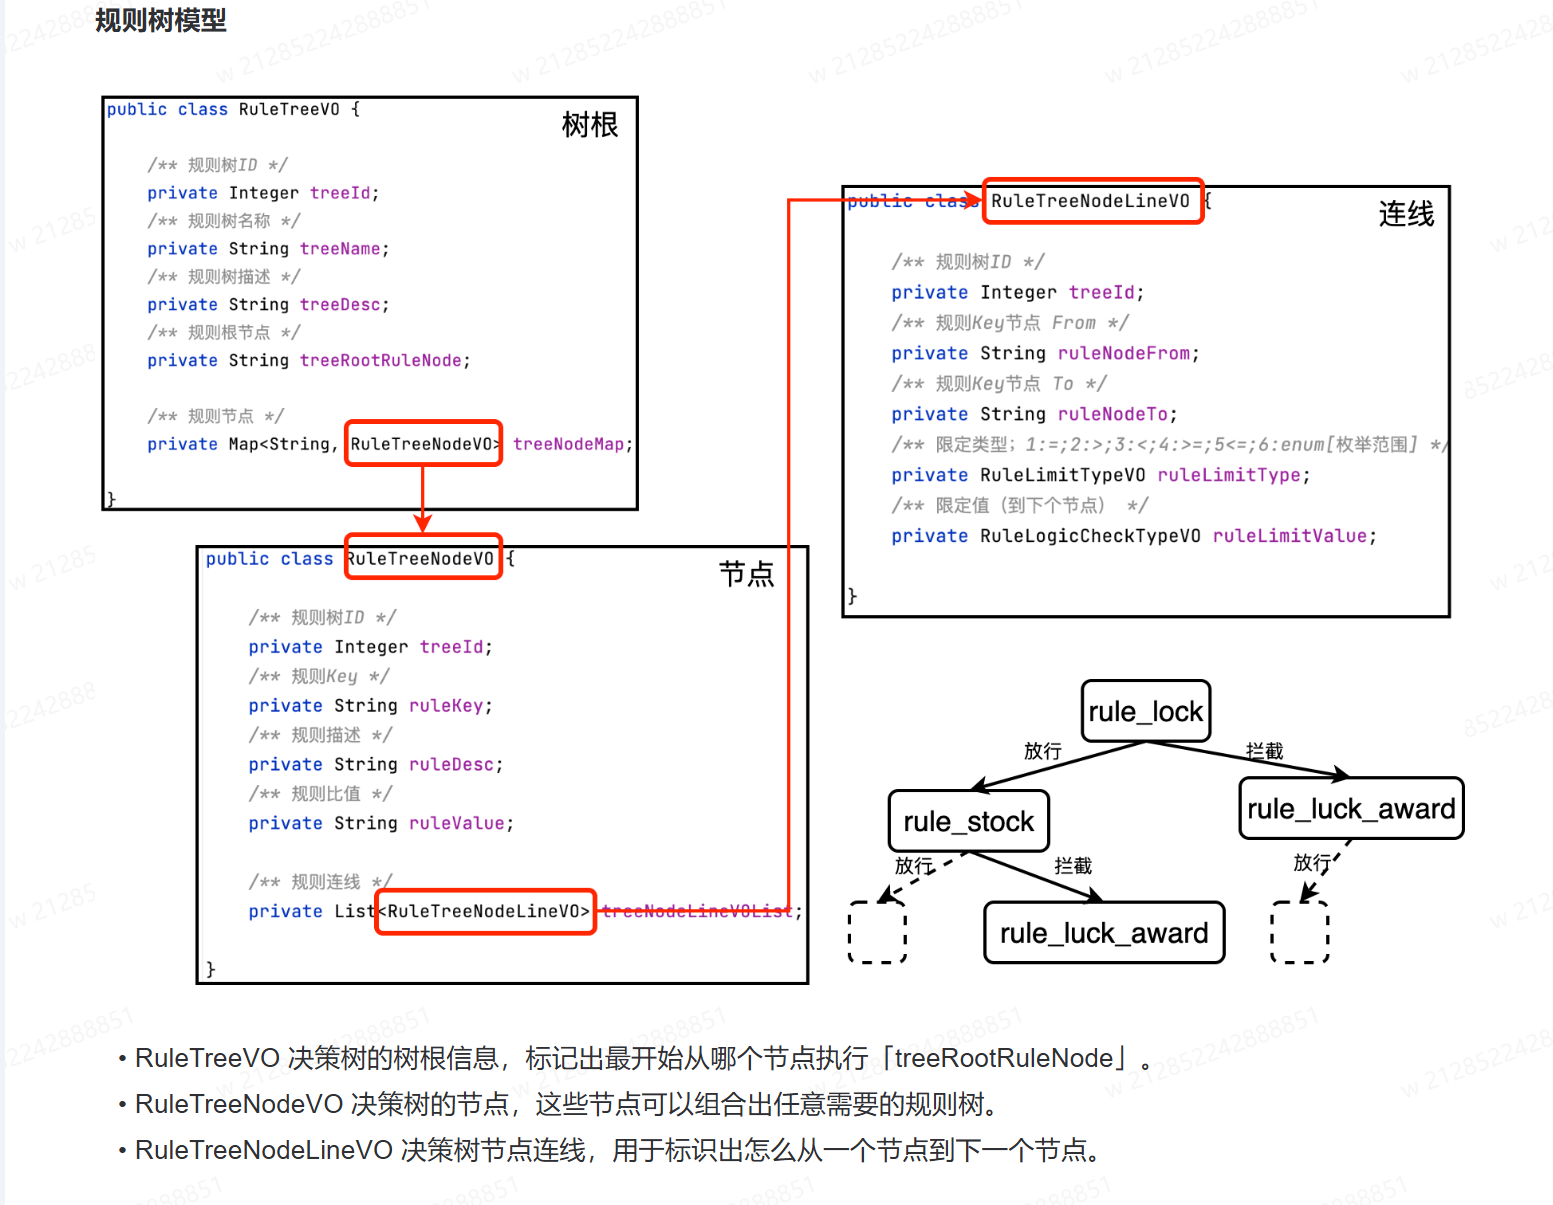 规则树模型
public class RuleTreeVO {
树根
/** 规则树ID */
private Integer treeId;
/** 规则树名称 */
private String treeName;
/** 规则树描述 */
private String treeDesc;
/** 规则根节点 */
private String treeRootRuleNode;
/** 规则节点 */
private Map<String, RuleTreeNodeVO> treeNodeMap;
}
public class RuleTreeNodeVO {
节点
/** 规则树ID */
private Integer treeId;
/** 规则Key */
private String ruleKey;
/** 规则描述 */
private String ruleDesc;
/** 规则比值 */
private String ruleValue;
/** 规则连线 */
private List<RuleTreeNodeLineVO> treeNodeLineVOList;
}
public class RuleTreeNodeLineVO {
连线
/** 规则树ID */
private Integer treeId;
/** 规则Key节点 From */
private String ruleNodeFrom;
/** 规则Key节点 To */
private String ruleNodeTo;
/** 限定类型；1:=;2:>;3:<;4:>=;5<=;6:enum[枚举范围] */
private RuleLimitTypeVO ruleLimitType;
/** 限定值（到下个节点） */
private RuleLogicCheckTypeVO ruleLimitValue;
}
rule_lock
放行
拦截
rule_stock
rule_luck_award
放行
拦截
放行
rule_luck_award
• RuleTreeVO 决策树的树根信息，标记出最开始从哪个节点执行「treeRootRuleNode」。
• RuleTreeNodeVO 决策树的节点，这些节点可以组合出任意需要的规则树。
• RuleTreeNodeLineVO 决策树节点连线，用于标识出怎么从一个节点到下一个节点。
w 212852242888851